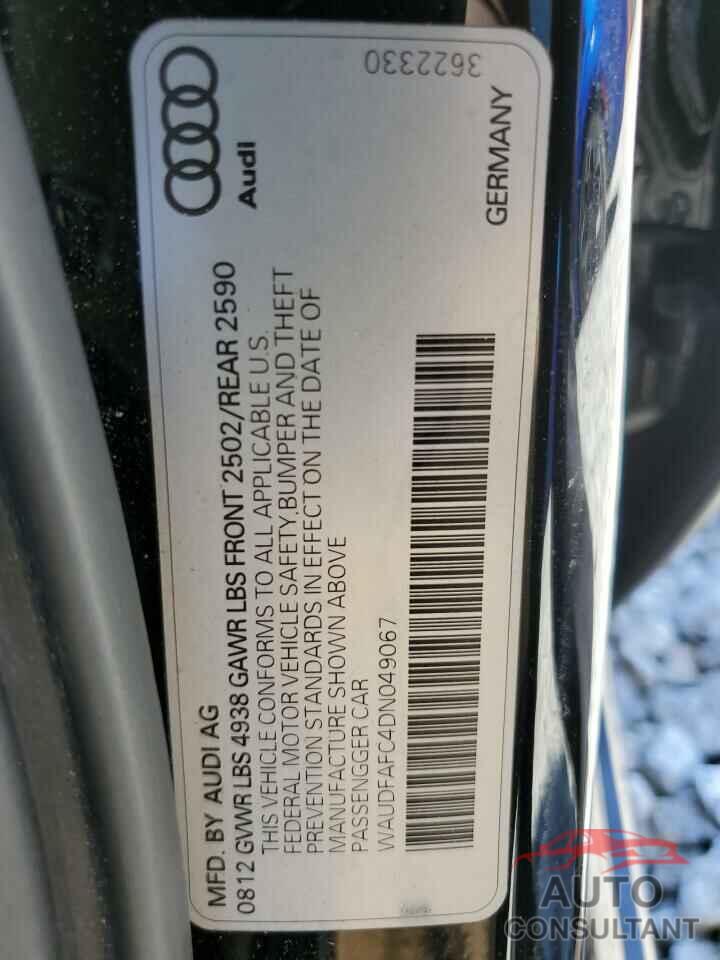 Audi
3622330
MFD. BY AUDI AG
0812 GVWR LBS 4938 GAWR LBS FRONT 2502/REAR 2590
THIS VEHICLE CONFORMS TO ALL APPLICABLE U.S.
FEDERAL MOTOR VEHICLE SAFETY,BUMPER AND THEFT
PREVENTION STANDARDS IN EFFECT ON THE DATE OF
MANUFACTURE SHOWN ABOVE
PASSENGGER CAR
WAUDFAFC4DN049067
GERMANY
AUTO
CONSULTANT